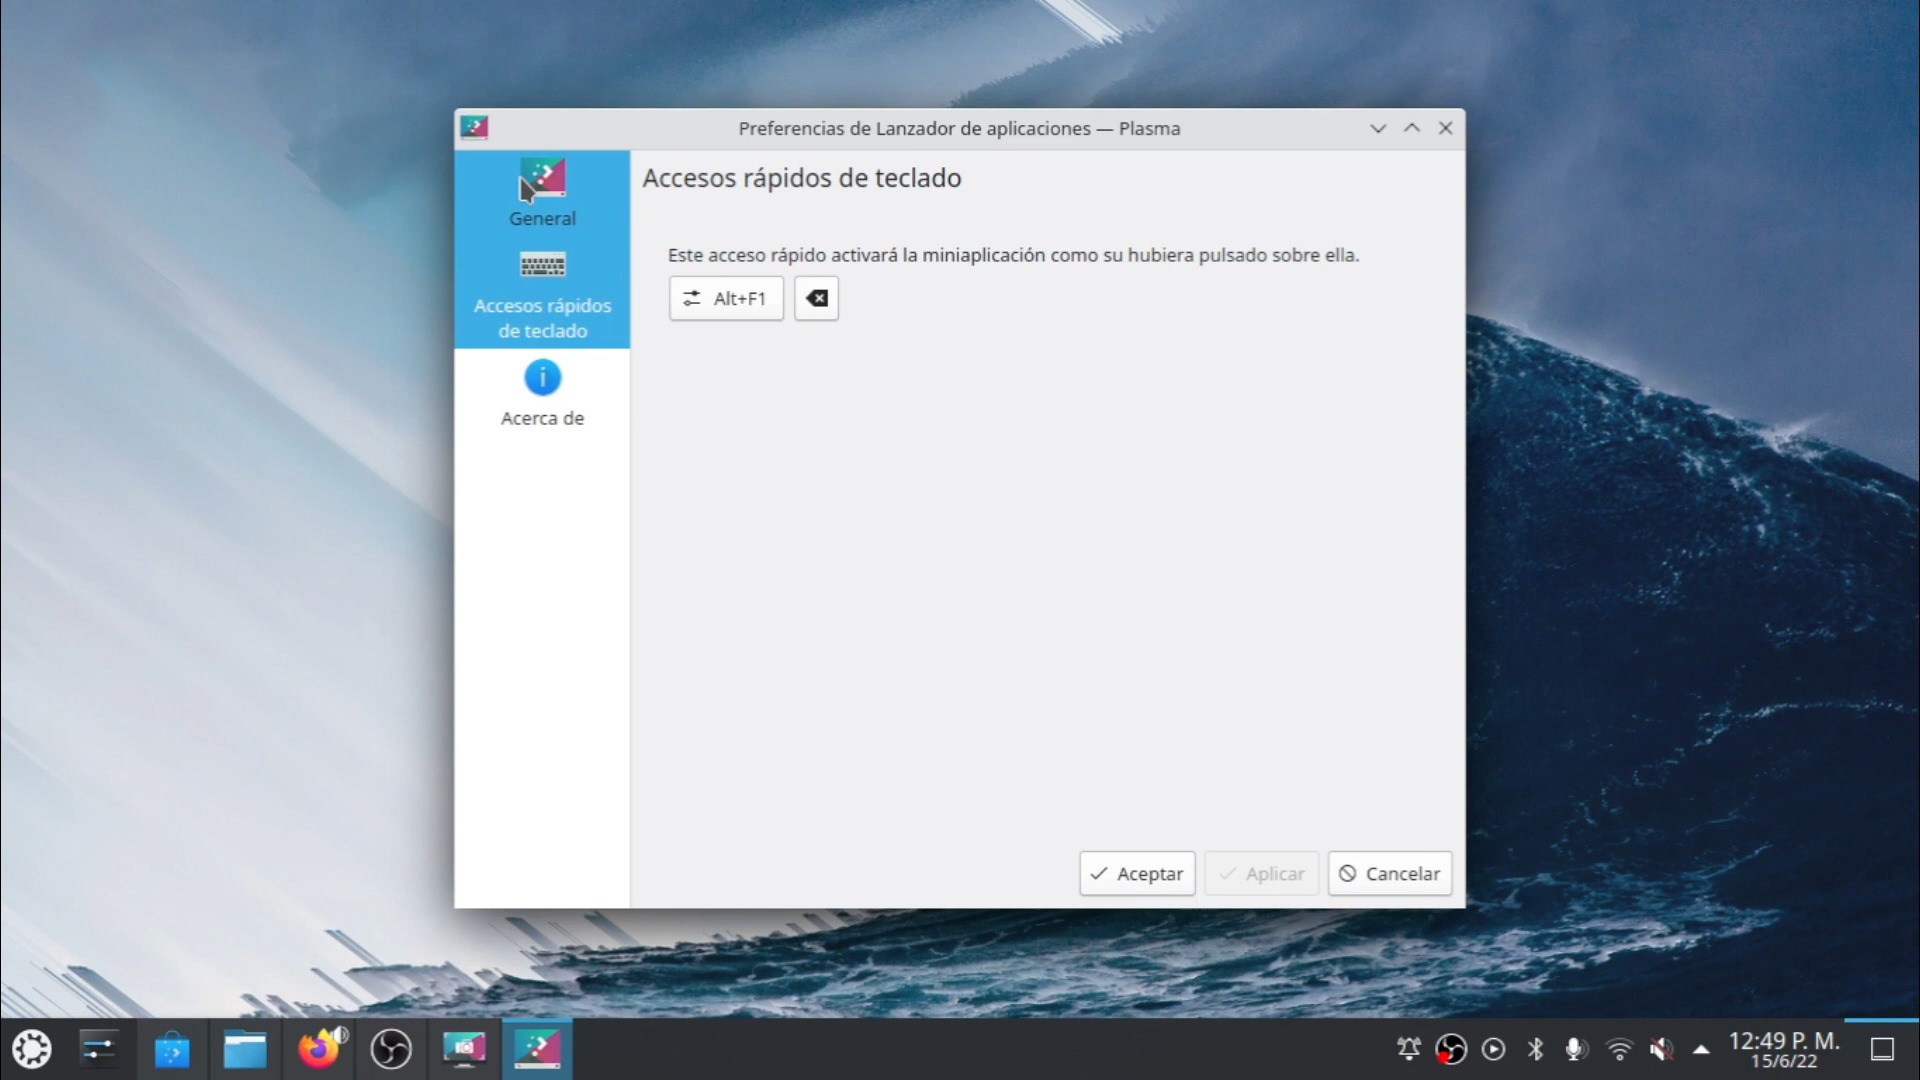 Preferencias de Lanzador de aplicaciones — Plasma
General
Accesos rápidos
de teclado
Acerca de
Accesos rápidos de teclado
Este acceso rápido activará la miniaplicación como su hubiera pulsado sobre ella.
Alt+F1
Aceptar
Aplicar
Cancelar
12:49 P. M.
15/6/22